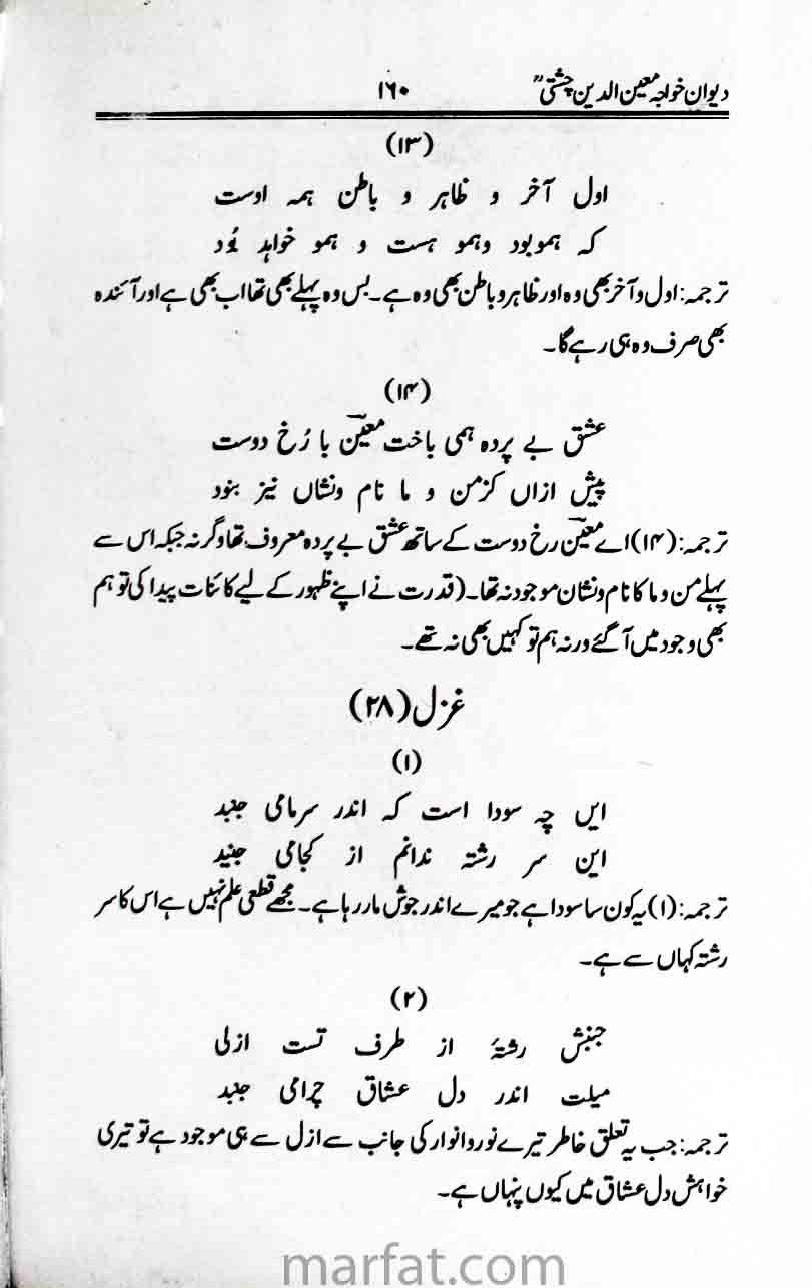 دیوان خواجہ معین الدین چشتیؒ ۱۶۰
(۱۳)
اول آخر و ظاہر و باطن ہمہ اوست
کہ ہموبود وہمو ہست و ہمو خواہد بُود
ترجمہ: اول وآخر بھی وہ اور ظاہر وباطن بھی وہ ہے۔ بس وہ پہلے بھی تھا اب بھی ہے اور آئندہ
بھی صرف وہ ہی رہے گا۔
(۱۴)
عشق بے پردہ ہمی باخت معینؔ با رُخ دوست
پیش ازاں کزمن و ما نام ونشاں نیز بنود
ترجمہ: (۱۴) اے معینؔ رخ دوست کے ساتھ عشق بے پردہ معروف تھا وگرنہ جبکہ اس سے
پہلے من وما کا نام ونشان موجود نہ تھا۔ (قدرت نے اپنے ظہور کے لیے کائنات پیدا کی تو ہم
بھی وجود میں آگئے ورنہ ہم تو کہیں بھی نہ تھے۔
غزل (۲۸)
(۱)
ایں چہ سودا است کہ اندر سرمامی جنبد
این سر رشتہ ندانم از کجامی جنید
ترجمہ: (۱) یہ کون سا سودا ہے جو میرے اندر جوش مار رہا ہے۔ مجھے قطعی علم نہیں ہے اس کا سر
رشتہ کہاں سے ہے۔
(۲)
جنبش رشتۂ از طرف تست ازلی
میلت اندر دل عشاق چرامی جنبد
ترجمہ: جب یہ تعلق خاطر تیرے نور وانوار کی جانب سے ازل سے ہی موجود ہے تو تیری
خواہش دل عشاق میں کیوں پنہاں ہے۔
marfat.com